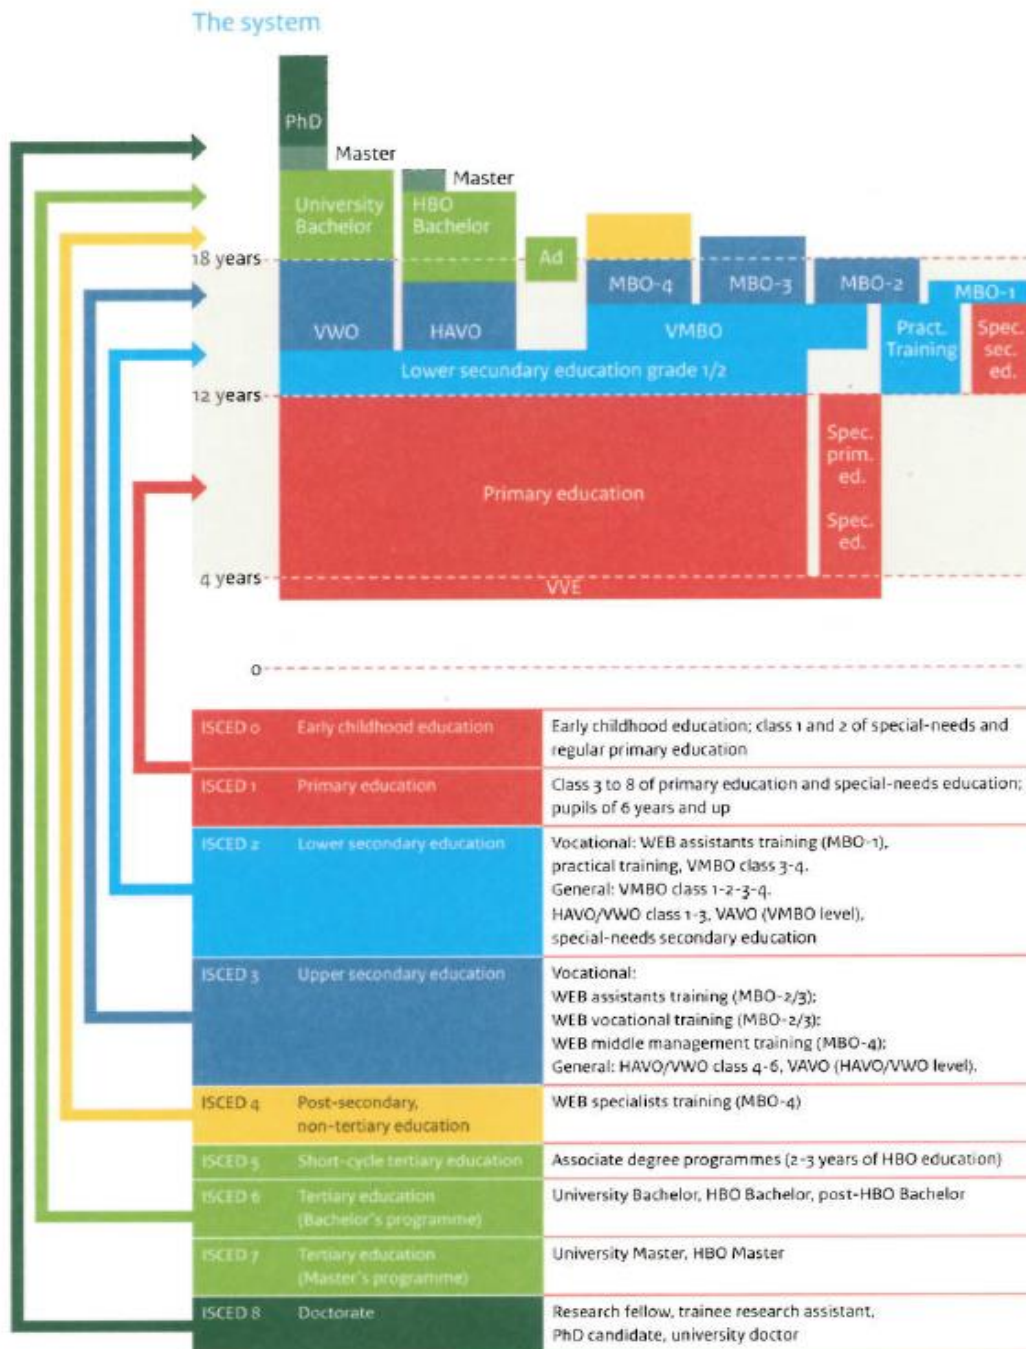 The system
PhD
Master
Master
University
Bachelor
HBO
Bachelor
Ad
18 years
MBO-4
MBO-3
MBO-2
MBO-1
VWO
HAVO
VMBO
Pract.
Training
Spec.
sec.
ed.
Lower secundary education grade 1/2
12 years
Spec.
prim.
ed.
Primary education
Spec.
ed.
4 years
VVE
0
ISCED 0 Early childhood education Early childhood education; class 1 and 2 of special-needs and
regular primary education
ISCED 1 Primary education Class 3 to 8 of primary education and special-needs education;
pupils of 6 years and up
ISCED 2 Lower secondary education Vocational: WEB assistants training (MBO-1),
practical training, VMBO class 3-4.
General: VMBO class 1-2-3-4.
HAVO/VWO class 1-3, VAVO (VMBO level),
special-needs secondary education
ISCED 3 Upper secondary education Vocational:
WEB assistants training (MBO-2/3);
WEB vocational training (MBO-2/3);
WEB middle management training (MBO-4);
General: HAVO/VWO class 4-6, VAVO (HAVO/VWO level).
ISCED 4 Post-secondary, WEB specialists training (MBO-4)
non-tertiary education
ISCED 5 Short-cycle tertiary education Associate degree programmes (2-3 years of HBO education)
ISCED 6 Tertiary education University Bachelor, HBO Bachelor, post-HBO Bachelor
(Bachelor's programme)
ISCED 7 Tertiary education University Master, HBO Master
(Master's programme)
ISCED 8 Doctorate Research fellow, trainee research assistant,
PhD candidate, university doctor